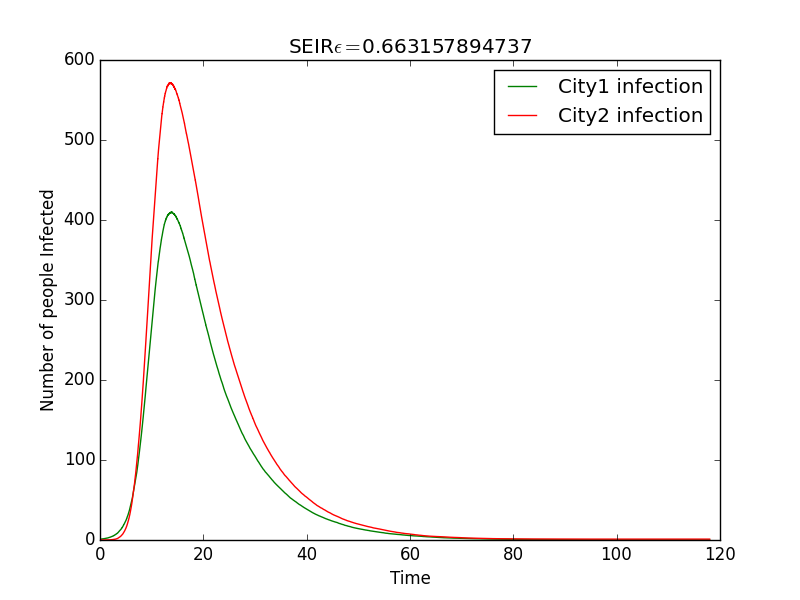 SEIRϵ=0.663157894737
600
500
400
300
200
100
0
Number of people Infected
City1 infection
City2 infection
0 20 40 60 80 100 120
Time